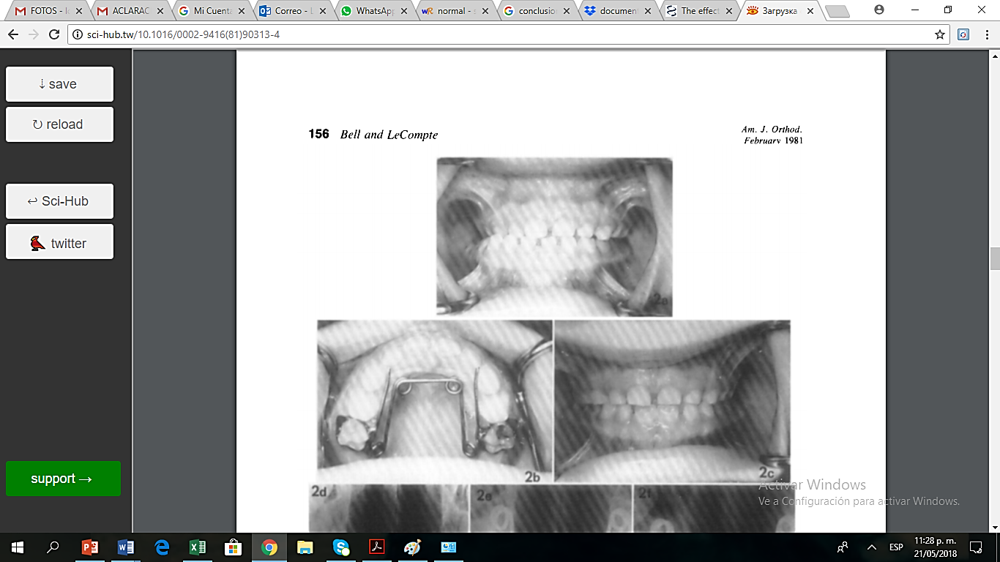 FOTOS - Ic
ACLARAC
Mi Cuenta
Correo - L
WhatsApp
normal - s
conclusio
documen
The effect
Загрузка
sci-hub.tw/10.1016/0002-9416(81)90313-4
↓ save
↻ reload
↩ Sci-Hub
twitter
support →
156 Bell and LeCompte
Am. J. Orthod.
February 1981
2a
2b
2c
2d
2e
2f
Activar Windows
Ve a Configuración para activar Windows.
ESP
11:28 p. m.
21/05/2018